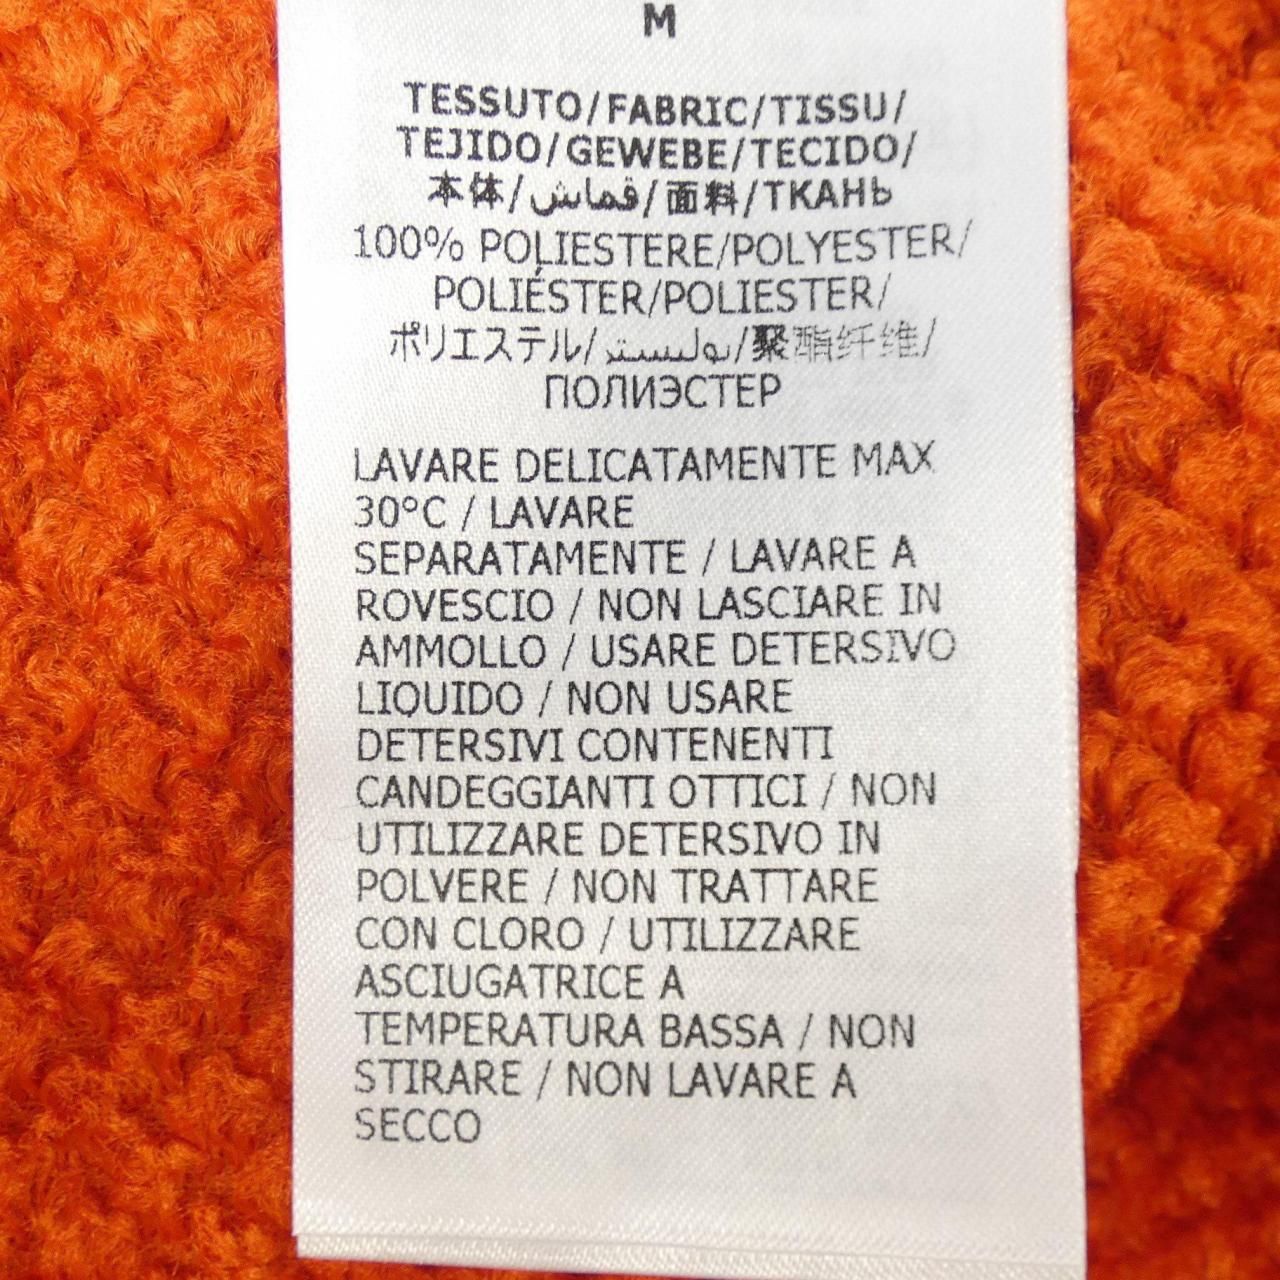 M
TESSUTO/FABRIC/TISSU/
TEJIDO/GEWEBE/TECIDO/
本体/قماش/面料/ТКАНЬ
100% POLIESTERE/POLYESTER/
POLIÉSTER/POLIESTER/
ポリエステル/بوليستر/聚酯纤维/
ПОЛИЭСТЕР
LAVARE DELICATAMENTE MAX
30°C / LAVARE
SEPARATAMENTE / LAVARE A
ROVESCIO / NON LASCIARE IN
AMMOLLO / USARE DETERSIVO
LIQUIDO / NON USARE
DETERSIVI CONTENENTI
CANDEGGIANTI OTTICI / NON
UTILIZZARE DETERSIVO IN
POLVERE / NON TRATTARE
CON CLORO / UTILIZZARE
ASCIUGATRICE A
TEMPERATURA BASSA / NON
STIRARE / NON LAVARE A
SECCO